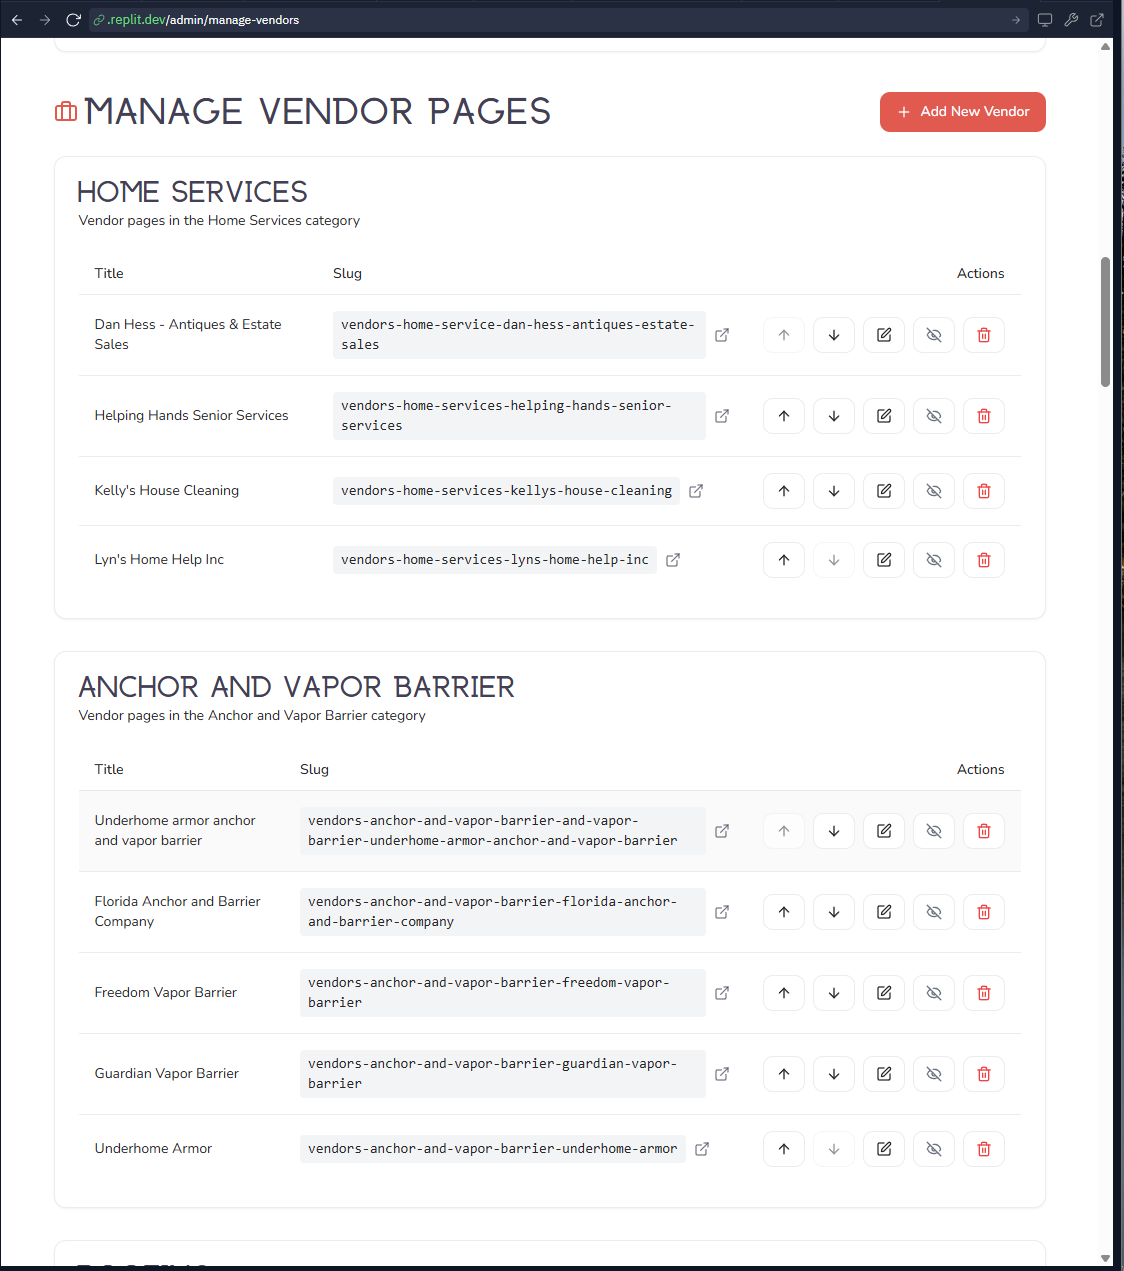 .replit.dev/admin/manage-vendors
MANAGE VENDOR PAGES
Add New Vendor
HOME SERVICES
Vendor pages in the Home Services category
Title Slug Actions
Dan Hess - Antiques & Estate
Sales
vendors-home-service-dan-hess-antiques-estate-
sales
Helping Hands Senior Services
vendors-home-services-helping-hands-senior-
services
Kelly's House Cleaning
vendors-home-services-kellys-house-cleaning
Lyn's Home Help Inc
vendors-home-services-lyns-home-help-inc
ANCHOR AND VAPOR BARRIER
Vendor pages in the Anchor and Vapor Barrier category
Title Slug Actions
Underhome armor anchor
and vapor barrier
vendors-anchor-and-vapor-barrier-and-vapor-
barrier-underhome-armor-anchor-and-vapor-barrier
Florida Anchor and Barrier
Company
vendors-anchor-and-vapor-barrier-florida-anchor-
and-barrier-company
Freedom Vapor Barrier
vendors-anchor-and-vapor-barrier-freedom-vapor-
barrier
Guardian Vapor Barrier
vendors-anchor-and-vapor-barrier-guardian-vapor-
barrier
Underhome Armor
vendors-anchor-and-vapor-barrier-underhome-armor